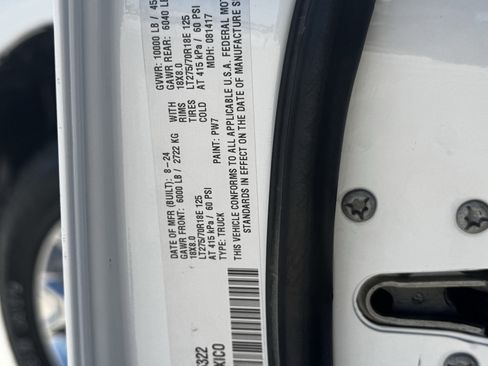 DATE OF MFR (BUILT): 8-24 GVWR: 10000 LB / 45
GAWR FRONT: 6000 LB / 2722 KG WITH GAWR REAR: 6040 LB
18X8.0 RIMS 18X8.0
LT275/70R18E 125 TIRES LT275/70R18E 125
AT 415 kPa / 60 PSI COLD AT 415 kPa / 60 PSI
TYPE: TRUCK PAINT: PW7 MDH: 081417
THIS VEHICLE CONFORMS TO ALL APPLICABLE U.S.A. FEDERAL MOT
STANDARDS IN EFFECT ON THE DATE OF MANUFACTURE S
322
XICO